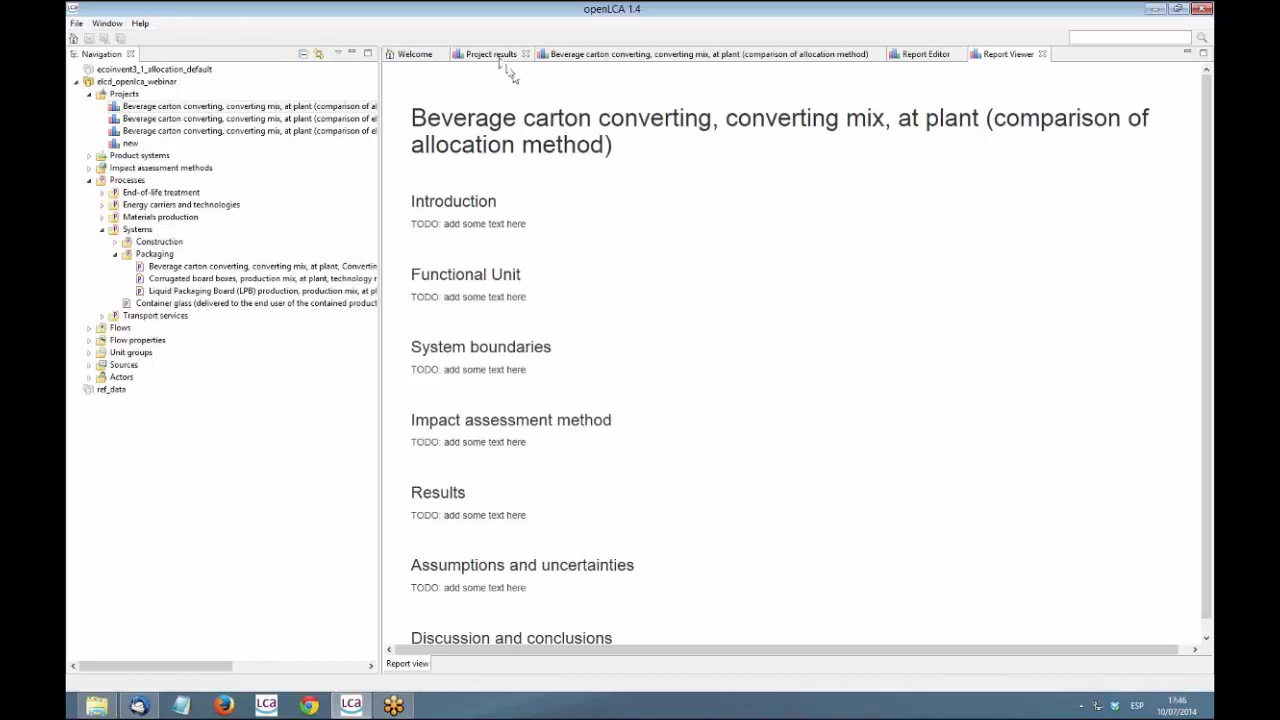 LCA
openLCA 1.4
File Window Help
Navigation
ecoinvent3_1_allocation_default
elcd_openlca_webinar
Projects
Beverage carton converting, converting mix, at plant (comparison of al
Beverage carton converting, converting mix, at plant (comparison of el
Beverage carton converting, converting mix, at plant (comparison of el
new
Product systems
Impact assessment methods
Processes
End-of-life treatment
Energy carriers and technologies
Materials production
Systems
Construction
Packaging
Beverage carton converting, converting mix, at plant, Convertin
Corrugated board boxes, production mix, at plant, technology r
Liquid Packaging Board (LPB) production, production mix, at pl
Container glass (delivered to the end user of the contained product
Transport services
Flows
Flow properties
Unit groups
Sources
Actors
ref_data
Welcome
Project results
Beverage carton converting, converting mix, at plant (comparison of allocation method)
Report Editor
Report Viewer
Beverage carton converting, converting mix, at plant (comparison of
allocation method)
Introduction
TODO: add some text here
Functional Unit
TODO: add some text here
System boundaries
TODO: add some text here
Impact assessment method
TODO: add some text here
Results
TODO: add some text here
Assumptions and uncertainties
TODO: add some text here
Discussion and conclusions
Report view
LCA
LCA
ESP
17:46
10/07/2014